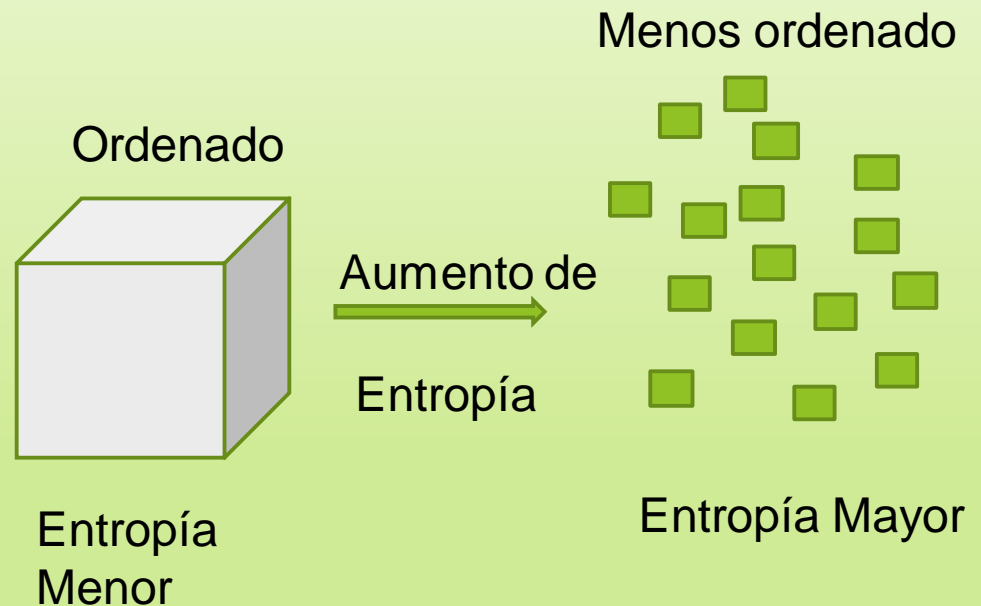 Menos ordenado
Ordenado
Aumento de
Entropía
Entropía Mayor
Entropía
Menor